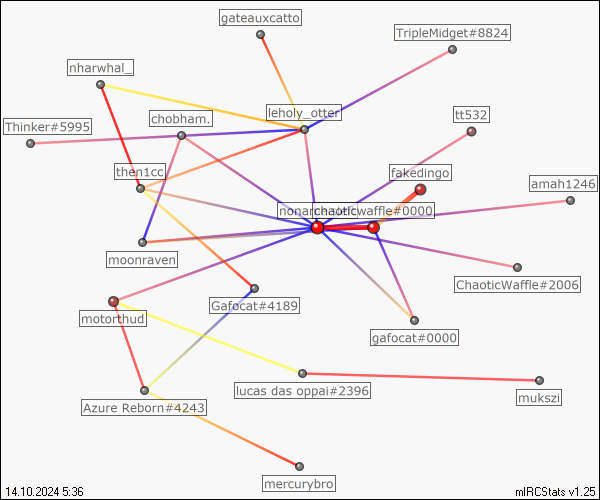 gateauxcatto
TripleMidget#8824
nharwhal_
leholy_otter
chobham.
tt532
Thinker#5995
then1cc
fakedingo
amah1246
chaoticwaffle#0000
moonraven
ChaoticWaffle#2006
Gafocat#4189
motorthud
gafocat#0000
lucas das oppai#2396
mukszi
Azure Reborn#4243
mercurybro
14.10.2024 5:36
mIRCStats v1.25